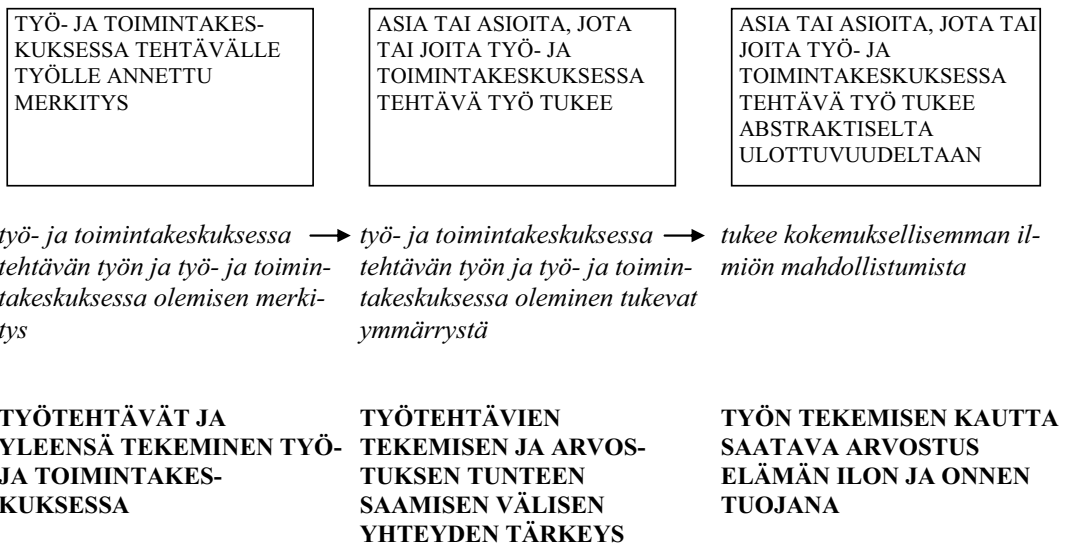 TYÖ- JA TOIMINTAKES-
KUKSESSA TEHTÄVÄLLE
TYÖLLE ANNETTU
MERKITYS
ASIA TAI ASIOITA, JOTA
TAI JOITA TYÖ- JA
TOIMINTAKESKUKSESSA
TEHTÄVÄ TYÖ TUKEE
ASIA TAI ASIOITA, JOTA TAI
JOITA TYÖ- JA
TOIMINTAKESKUKSESSA
TEHTÄVÄ TYÖ TUKEE
ABSTRAKTISELTA
ULOTTUVUUDELTAAN
työ- ja toimintakeskuksessa
tehtävän työn ja työ- ja toimin-
takeskuksessa olemisen merki-
tys
työ- ja toimintakeskuksessa
tehtävän työn ja työ- ja toimin-
takeskuksessa oleminen tukevat
ymmärrystä
tukee kokemuksellisemman il-
miön mahdollistumista
TYÖTEHTÄVÄT JA
YLEENSÄ TEKEMINEN TYÖ-
JA TOIMINTAKES-
KUKSESSA
TYÖTEHTÄVIEN
TEKEMISEN JA ARVOS-
TUKSEN TUNTEEN
SAAMISEN VÄLISEN
YHTEYDEN TÄRKEYS
TYÖN TEKEMISEN KAUTTA
SAATAVA ARVOSTUS
ELÄMÄN ILON JA ONNEN
TUOJANA